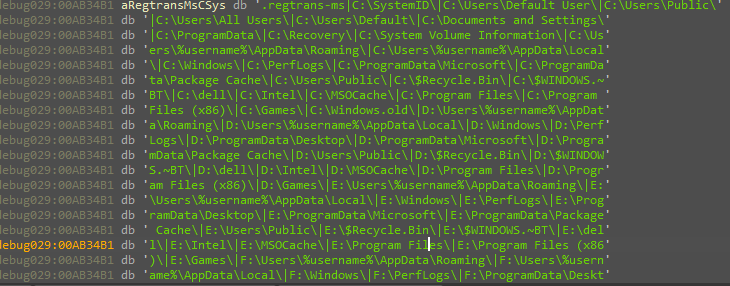 debug029:00AB34B1 aRegtransMsCSys db '.regtrans-ms|C:\SystemID\|C:\Users\Default User\|C:\Users\Public\'
debug029:00AB34B1 db '|C:\Users\All Users\|C:\Users\Default\|C:\Documents and Settings\'
debug029:00AB34B1 db '|C:\ProgramData\|C:\Recovery\|C:\System Volume Information\|C:\Us'
debug029:00AB34B1 db 'ers\%username%\AppData\Roaming\|C:\Users\%username%\AppData\Local'
debug029:00AB34B1 db '\|C:\Windows\|C:\PerfLogs\|C:\ProgramData\Microsoft\|C:\ProgramDa'
debug029:00AB34B1 db 'ta\Package Cache\|C:\Users\Public\|C:\$Recycle.Bin\|C:\$WINDOWS.~'
debug029:00AB34B1 db 'BT\|C:\dell\|C:\Intel\|C:\MSOCache\|C:\Program Files\|C:\Program '
debug029:00AB34B1 db 'Files (x86)\|C:\Games\|C:\Windows.old\|D:\Users\%username%\AppDat'
debug029:00AB34B1 db 'a\Roaming\|D:\Users\%username%\AppData\Local\|D:\Windows\|D:\Perf'
debug029:00AB34B1 db 'Logs\|D:\ProgramData\Desktop\|D:\ProgramData\Microsoft\|D:\Progra'
debug029:00AB34B1 db 'mData\Package Cache\|D:\Users\Public\|D:\$Recycle.Bin\|D:\$WINDOW'
debug029:00AB34B1 db 'S.~BT\|D:\dell\|D:\Intel\|D:\MSOCache\|D:\Program Files\|D:\Progr'
debug029:00AB34B1 db 'am Files (x86)\|D:\Games\|E:\Users\%username%\AppData\Roaming\|E:'
debug029:00AB34B1 db '\Users\%username%\AppData\Local\|E:\Windows\|E:\PerfLogs\|E:\Prog'
debug029:00AB34B1 db 'ramData\Desktop\|E:\ProgramData\Microsoft\|E:\ProgramData\Package'
debug029:00AB34B1 db ' Cache\|E:\Users\Public\|E:\$Recycle.Bin\|E:\$WINDOWS.~BT\|E:\del'
debug029:00AB34B1 db 'l\|E:\Intel\|E:\MSOCache\|E:\Program Files\|E:\Program Files (x86'
debug029:00AB34B1 db ')\|E:\Games\|F:\Users\%username%\AppData\Roaming\|F:\Users\%usern'
debug029:00AB34B1 db 'ame%\AppData\Local\|F:\Windows\|F:\PerfLogs\|F:\ProgramData\Deskt'